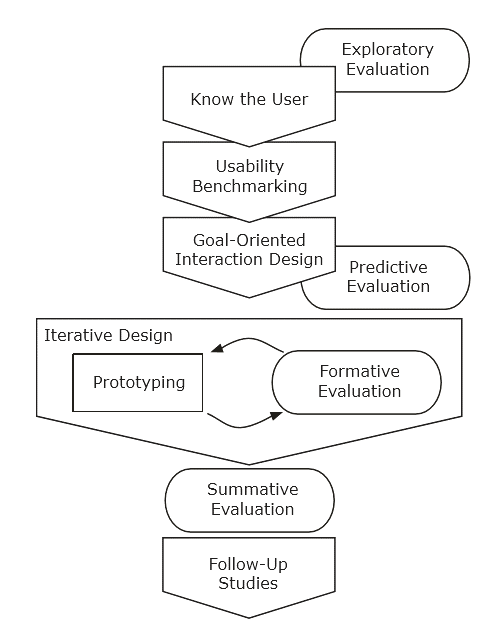 Exploratory
Evaluation
Know the User
Usability
Benchmarking
Goal-Oriented
Interaction Design
Predictive
Evaluation
Iterative Design
Prototyping
Formative
Evaluation
Summative
Evaluation
Follow-Up
Studies